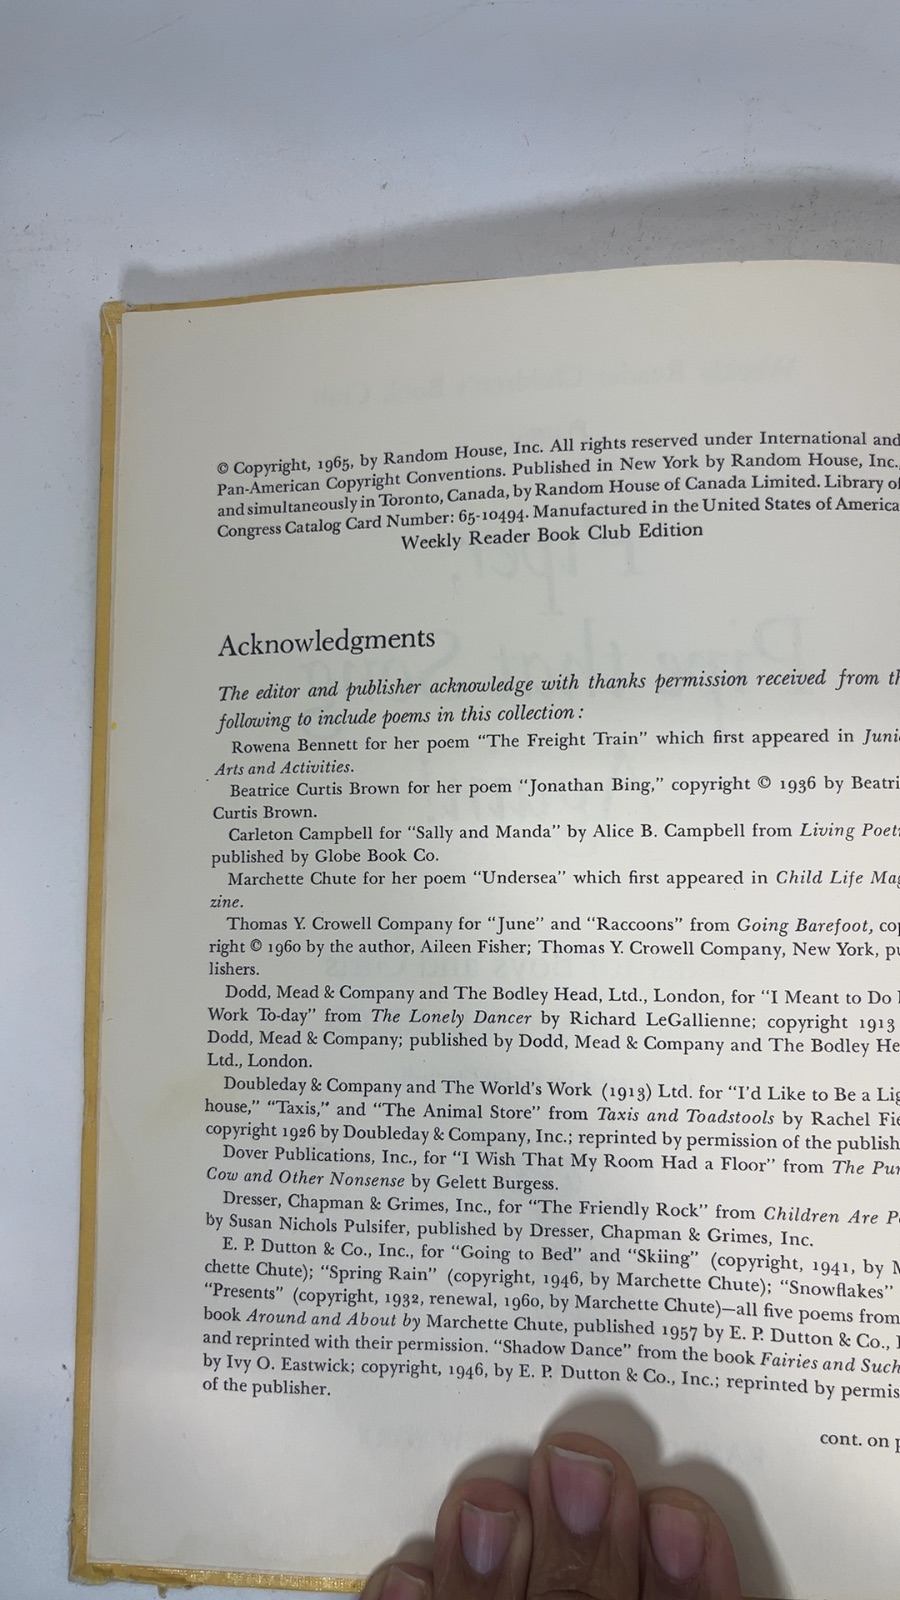 © Copyright, 1965, by Random House, Inc. All rights reserved under International and
Pan-American Copyright Conventions. Published in New York by Random House, Inc.,
and simultaneously in Toronto, Canada, by Random House of Canada Limited. Library of
Congress Catalog Card Number: 65-10494. Manufactured in the United States of America
Weekly Reader Book Club Edition
Acknowledgments
The editor and publisher acknowledge with thanks permission received from
following to include poems in this collection:
Rowena Bennett for her poem “The Freight Train” which first appeared in
Arts and Activities.
Beatrice Curtis Brown for her poem “Jonathan Bing,” copyright © 1936 by
Curtis Brown.
Carleton Campbell for “Sally and Manda” by Alice B. Campbell from Living
published by Globe Book Co.
Marchette Chute for her poem “Undersea” which first appeared in Child Life
zine.
Thomas Y. Crowell Company for “June” and “Raccoons” from Going Barefoot,
right © 1960 by the author, Aileen Fisher; Thomas Y. Crowell Company, New York,
lishers.
Dodd, Mead & Company and The Bodley Head, Ltd., London, for “I Meant to Do
Work To-day” from The Lonely Dancer by Richard LeGallienne; copyright 1913
Dodd, Mead & Company; published by Dodd, Mead & Company and The Bodley
Ltd., London.
Doubleday & Company and The World’s Work (1913) Ltd. for “I’d Like to Be a
house,” “Taxis,” and “The Animal Store” from Taxis and Toadstools by Rachel
copyright 1926 by Doubleday & Company, Inc.; reprinted by permission of the
Dover Publications, Inc., for “I Wish That My Room Had a Floor” from The
Cow and Other Nonsense by Gelett Burgess.
Dresser, Chapman & Grimes, Inc., for “The Friendly Rock” from Children Are
by Susan Nichols Pulsifer, published by Dresser, Chapman & Grimes, Inc.
E. P. Dutton & Co., Inc., for “Going to Bed” and “Skiing” (copyright, 1941, by
chette Chute); “Spring Rain” (copyright, 1946, by Marchette Chute); “Snowflakes”
“Presents” (copyright, 1932, renewal, 1960, by Marchette Chute)—all five poems from
book Around and About by Marchette Chute, published 1957 by E. P. Dutton & Co.,
and reprinted with their permission. “Shadow Dance” from the book Fairies and Such
by Ivy O. Eastwick; copyright, 1946, by E. P. Dutton & Co., Inc.; reprinted by
of the publisher.
cont. on